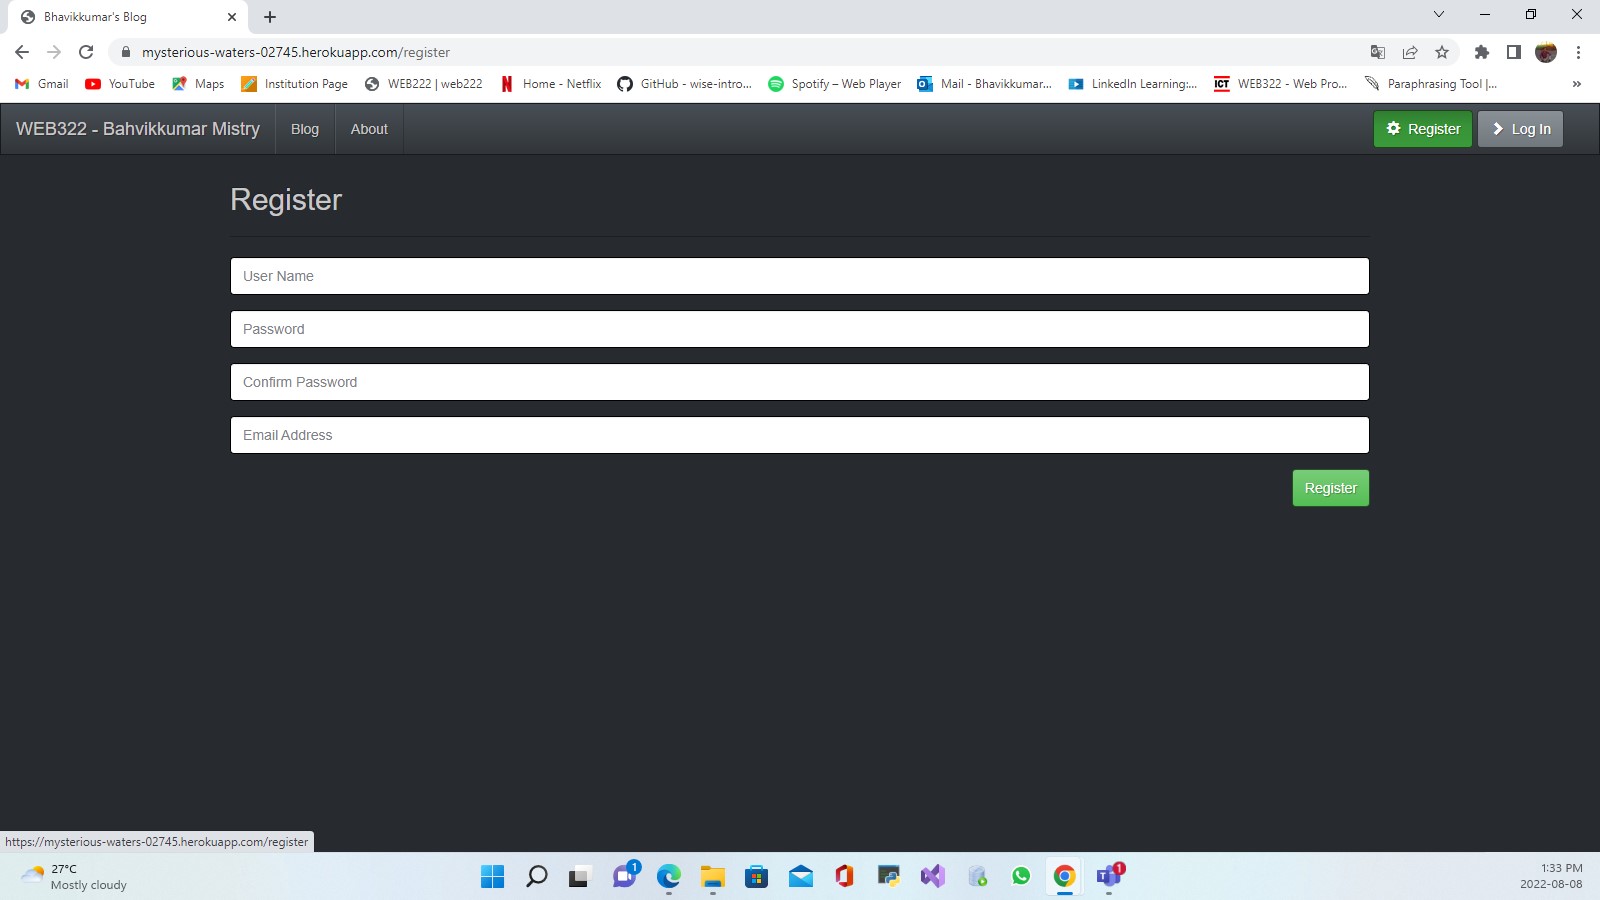 Bhavikkumar's Blog
mysterious-waters-02745.herokuapp.com/register
Gmail
YouTube
Maps
Institution Page
WEB222 | web222
Home - Netflix
GitHub - wise-intro...
Spotify – Web Player
Mail - Bhavikkumar...
LinkedIn Learning:...
ICT
WEB322 - Web Pro...
Paraphrasing Tool |...
»
WEB322 - Bahvikkumar Mistry
Blog
About
Register
Log In
Register
User Name
Password
Confirm Password
Email Address
Register
https://mysterious-waters-02745.herokuapp.com/register
27°C
Mostly cloudy
1
1
1:33 PM
2022-08-08